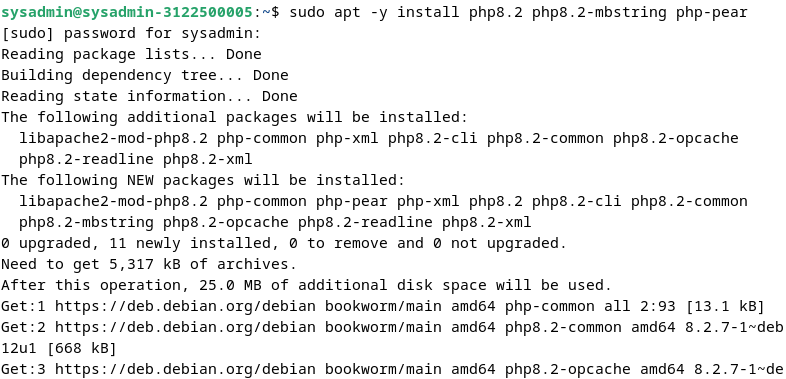 sysadmin@sysadmin-3122500005:~$ sudo apt -y install php8.2 php8.2-mbstring php-pear
[sudo] password for sysadmin:
Reading package lists... Done
Building dependency tree... Done
Reading state information... Done
The following additional packages will be installed:
  libapache2-mod-php8.2 php-common php-xml php8.2-cli php8.2-common php8.2-opcache
  php8.2-readline php8.2-xml
The following NEW packages will be installed:
  libapache2-mod-php8.2 php-common php-pear php-xml php8.2 php8.2-cli php8.2-common
  php8.2-mbstring php8.2-opcache php8.2-readline php8.2-xml
0 upgraded, 11 newly installed, 0 to remove and 0 not upgraded.
Need to get 5,317 kB of archives.
After this operation, 25.0 MB of additional disk space will be used.
Get:1 https://deb.debian.org/debian bookworm/main amd64 php-common all 2:93 [13.1 kB]
Get:2 https://deb.debian.org/debian bookworm/main amd64 php8.2-common amd64 8.2.7-1~deb
12u1 [668 kB]
Get:3 https://deb.debian.org/debian bookworm/main amd64 php8.2-opcache amd64 8.2.7-1~de